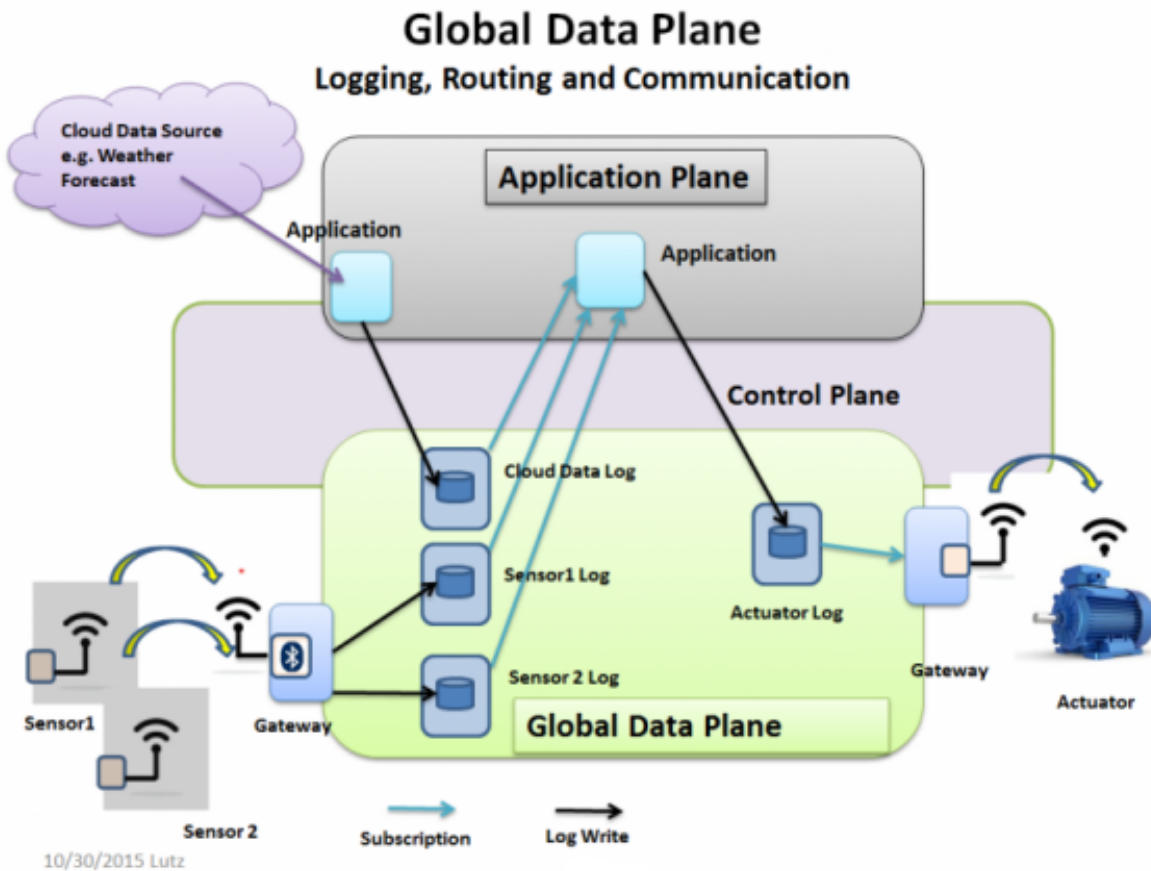 Global Data Plane
Logging, Routing and Communication
Cloud Data Source
e.g. Weather
Forecast
Application Plane
Application
Application
Control Plane
Cloud Data Log
Sensor1 Log
Actuator Log
Sensor 2 Log
Gateway
Gateway
Actuator
Sensor1
Global Data Plane
Sensor 2
Subscription
Log Write
10/30/2015 Lutz